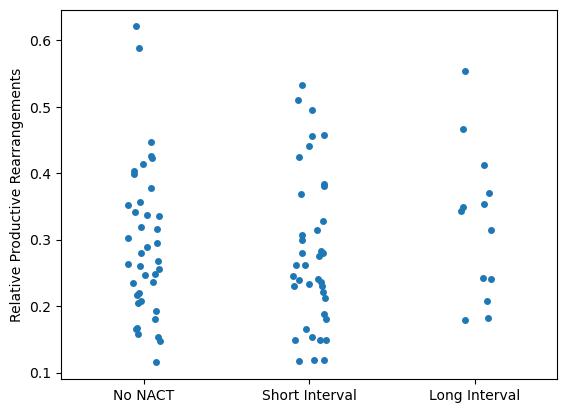 Relative Productive Rearrangements
0.6
0.5
0.4
0.3
0.2
0.1
No NACT
Short Interval
Long Interval